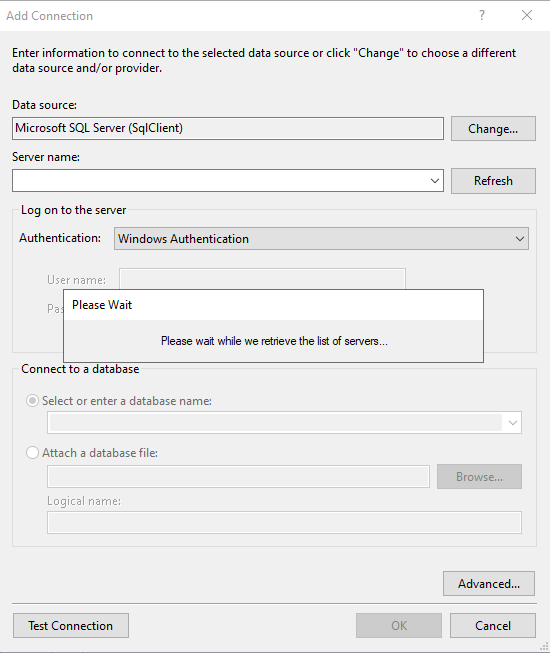 Add Connection
?
Enter information to connect to the selected data source or click "Change" to choose a different
data source and/or provider.
Data source:
Microsoft SQL Server (SqlClient)
Change...
Server name:
Refresh
Log on to the server
Authentication:
Windows Authentication
User name:
Please Wait
Please wait while we retrieve the list of servers...
Connect to a database
Select or enter a database name:
Attach a database file:
Browse...
Logical name:
Advanced...
Test Connection
OK
Cancel